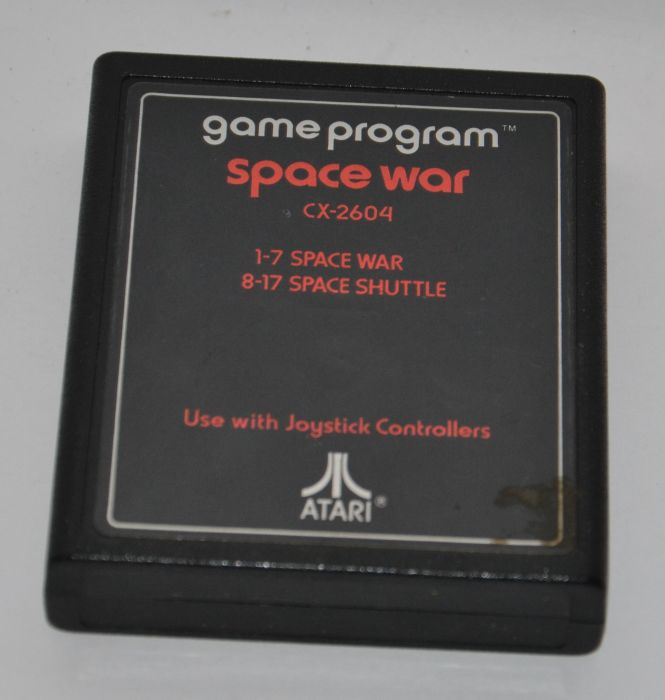 game program™
space war
CX-2604
1-7 SPACE WAR
8-17 SPACE SHUTTLE
Use with Joystick Controllers
ATARI®